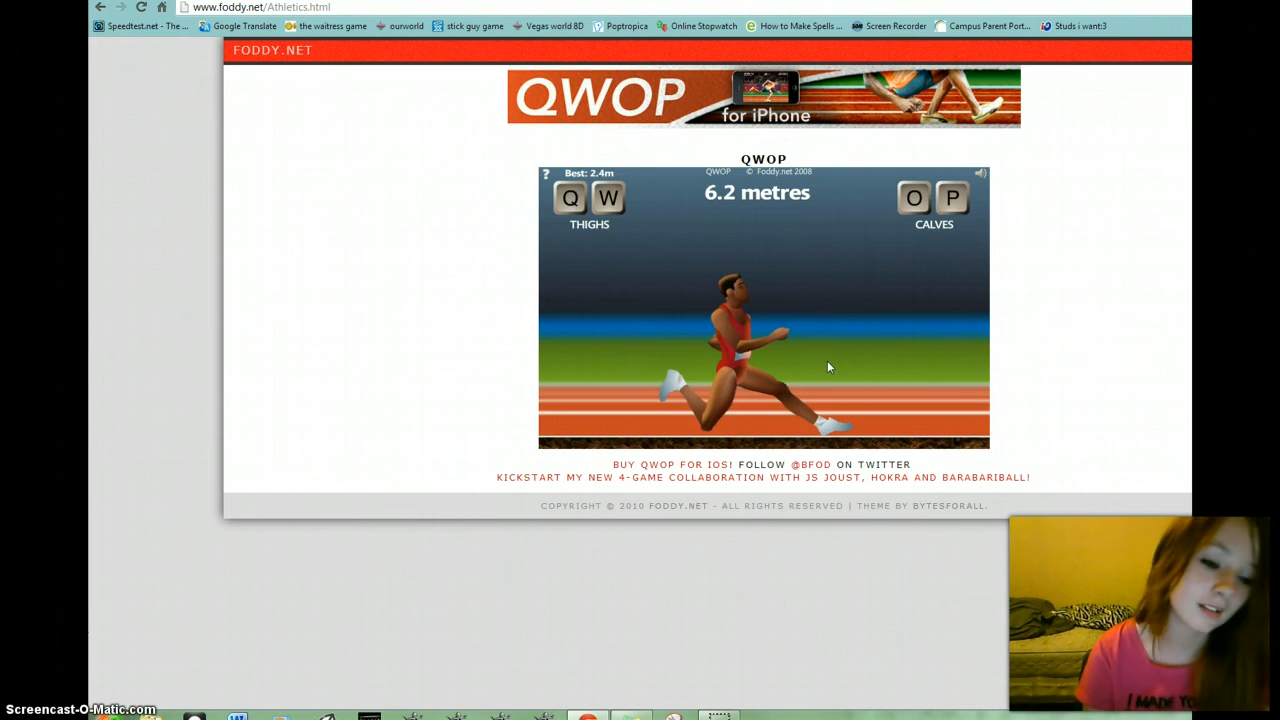 www.foddy.net/Athletics.html
Speedtest.net - The ... Google Translate the waitress game ourworld stick guy game Vegas world 8D Poptropica Online Stopwatch How to Make Spells ... Screen Recorder Campus Parent Port... Studs i want:3
FODDY.NET
QWOP
for iPhone
QWOP
? Best: 2.4m QWOP © Foddy.net 2008
6.2 metres
Q W O P
THIGHS CALVES
BUY QWOP FOR IOS! FOLLOW @BFOD ON TWITTER
KICKSTART MY NEW 4-GAME COLLABORATION WITH JS JOUST, HOKRA AND BARABARIBALL!
COPYRIGHT © 2010 FODDY.NET - ALL RIGHTS RESERVED | THEME BY BYTESFORALL.
I MADE YO
Screencast-O-Matic.com